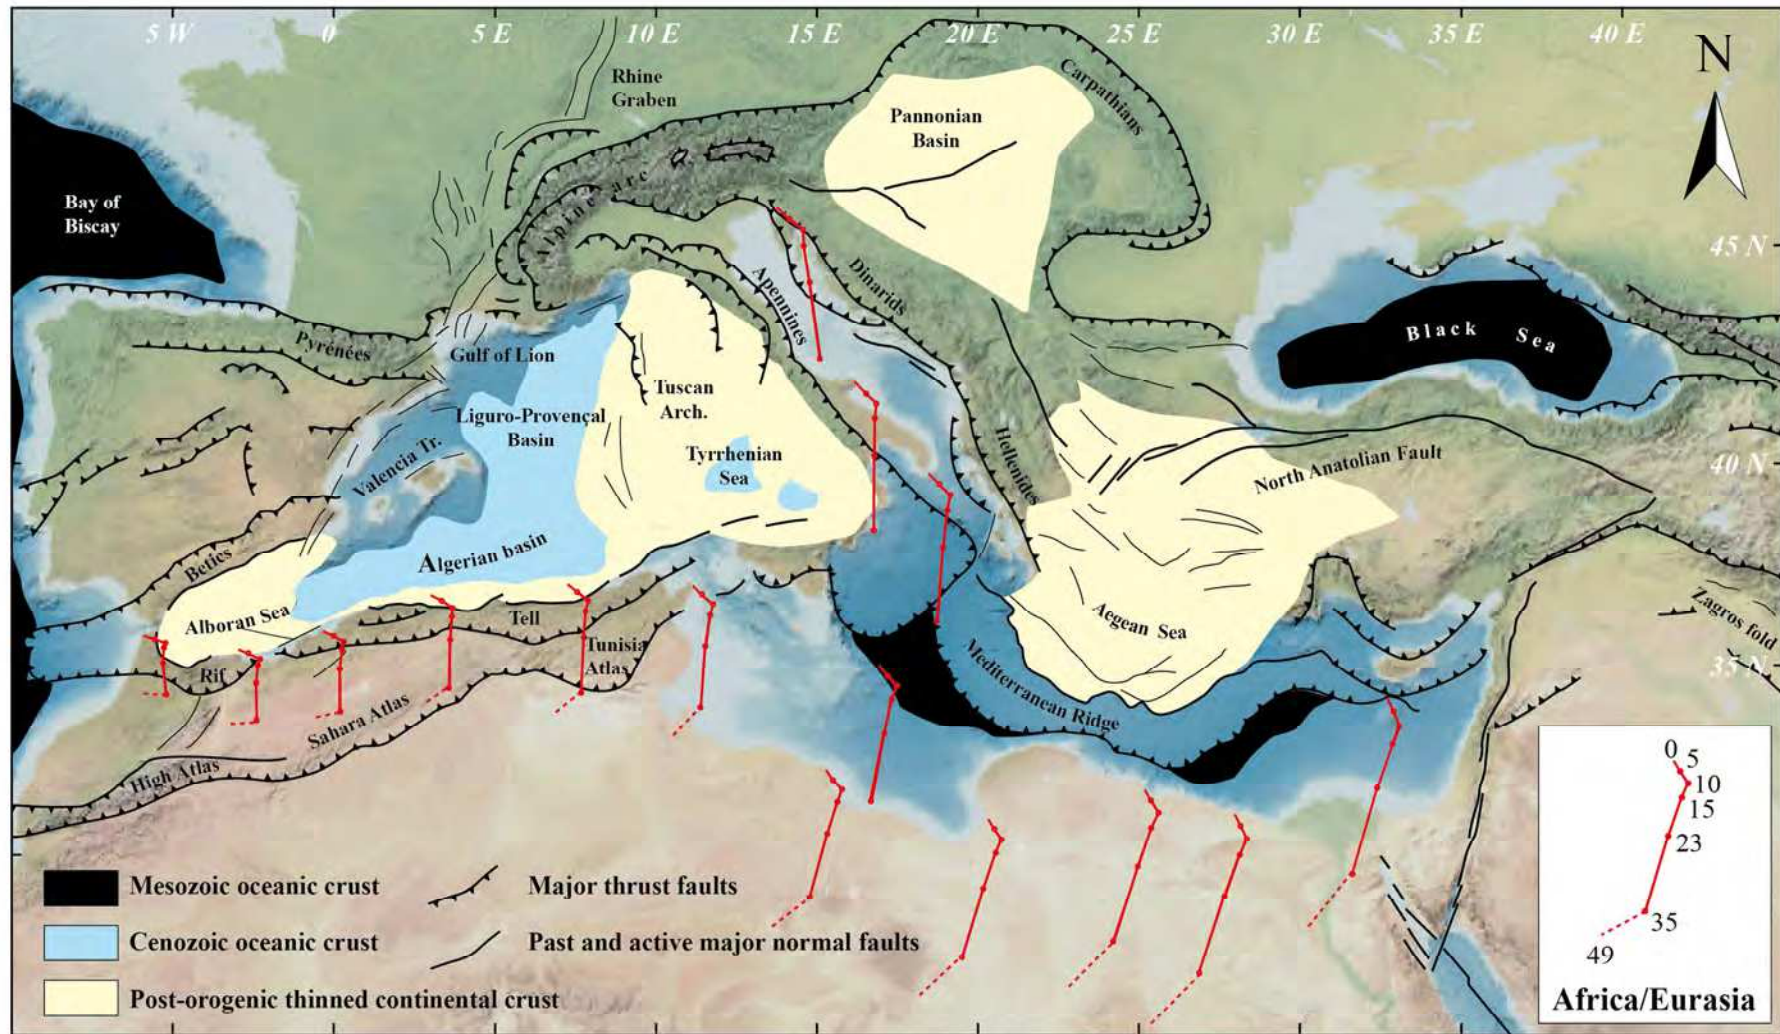 5 W
0
5 E
10 E
15 E
20 E
25 E
30 E
35 E
40 E
N
Rhine
Graben
Carpathians
Pannonian
Basin
Alpine arc
Bay of
Biscay
45 N
Dinarids
Apennines
Black Sea
Pyrénées
Gulf of Lion
Tuscan
Arch.
Liguro-Provençal
Basin
Valencia Tr.
Tyrrhenian
Sea
Hellenides
North Anatolian Fault
40 N
Betics
Algerian basin
Alboran Sea
Tell
Aegean Sea
Zagros fold
Tunisia
Atlas
Rif
35 N
Mediterranean Ridge
Sahara Atlas
High Atlas
0
5
10
15
23
35
49
Africa/Eurasia
Mesozoic oceanic crust
Major thrust faults
Cenozoic oceanic crust
Past and active major normal faults
Post-orogenic thinned continental crust